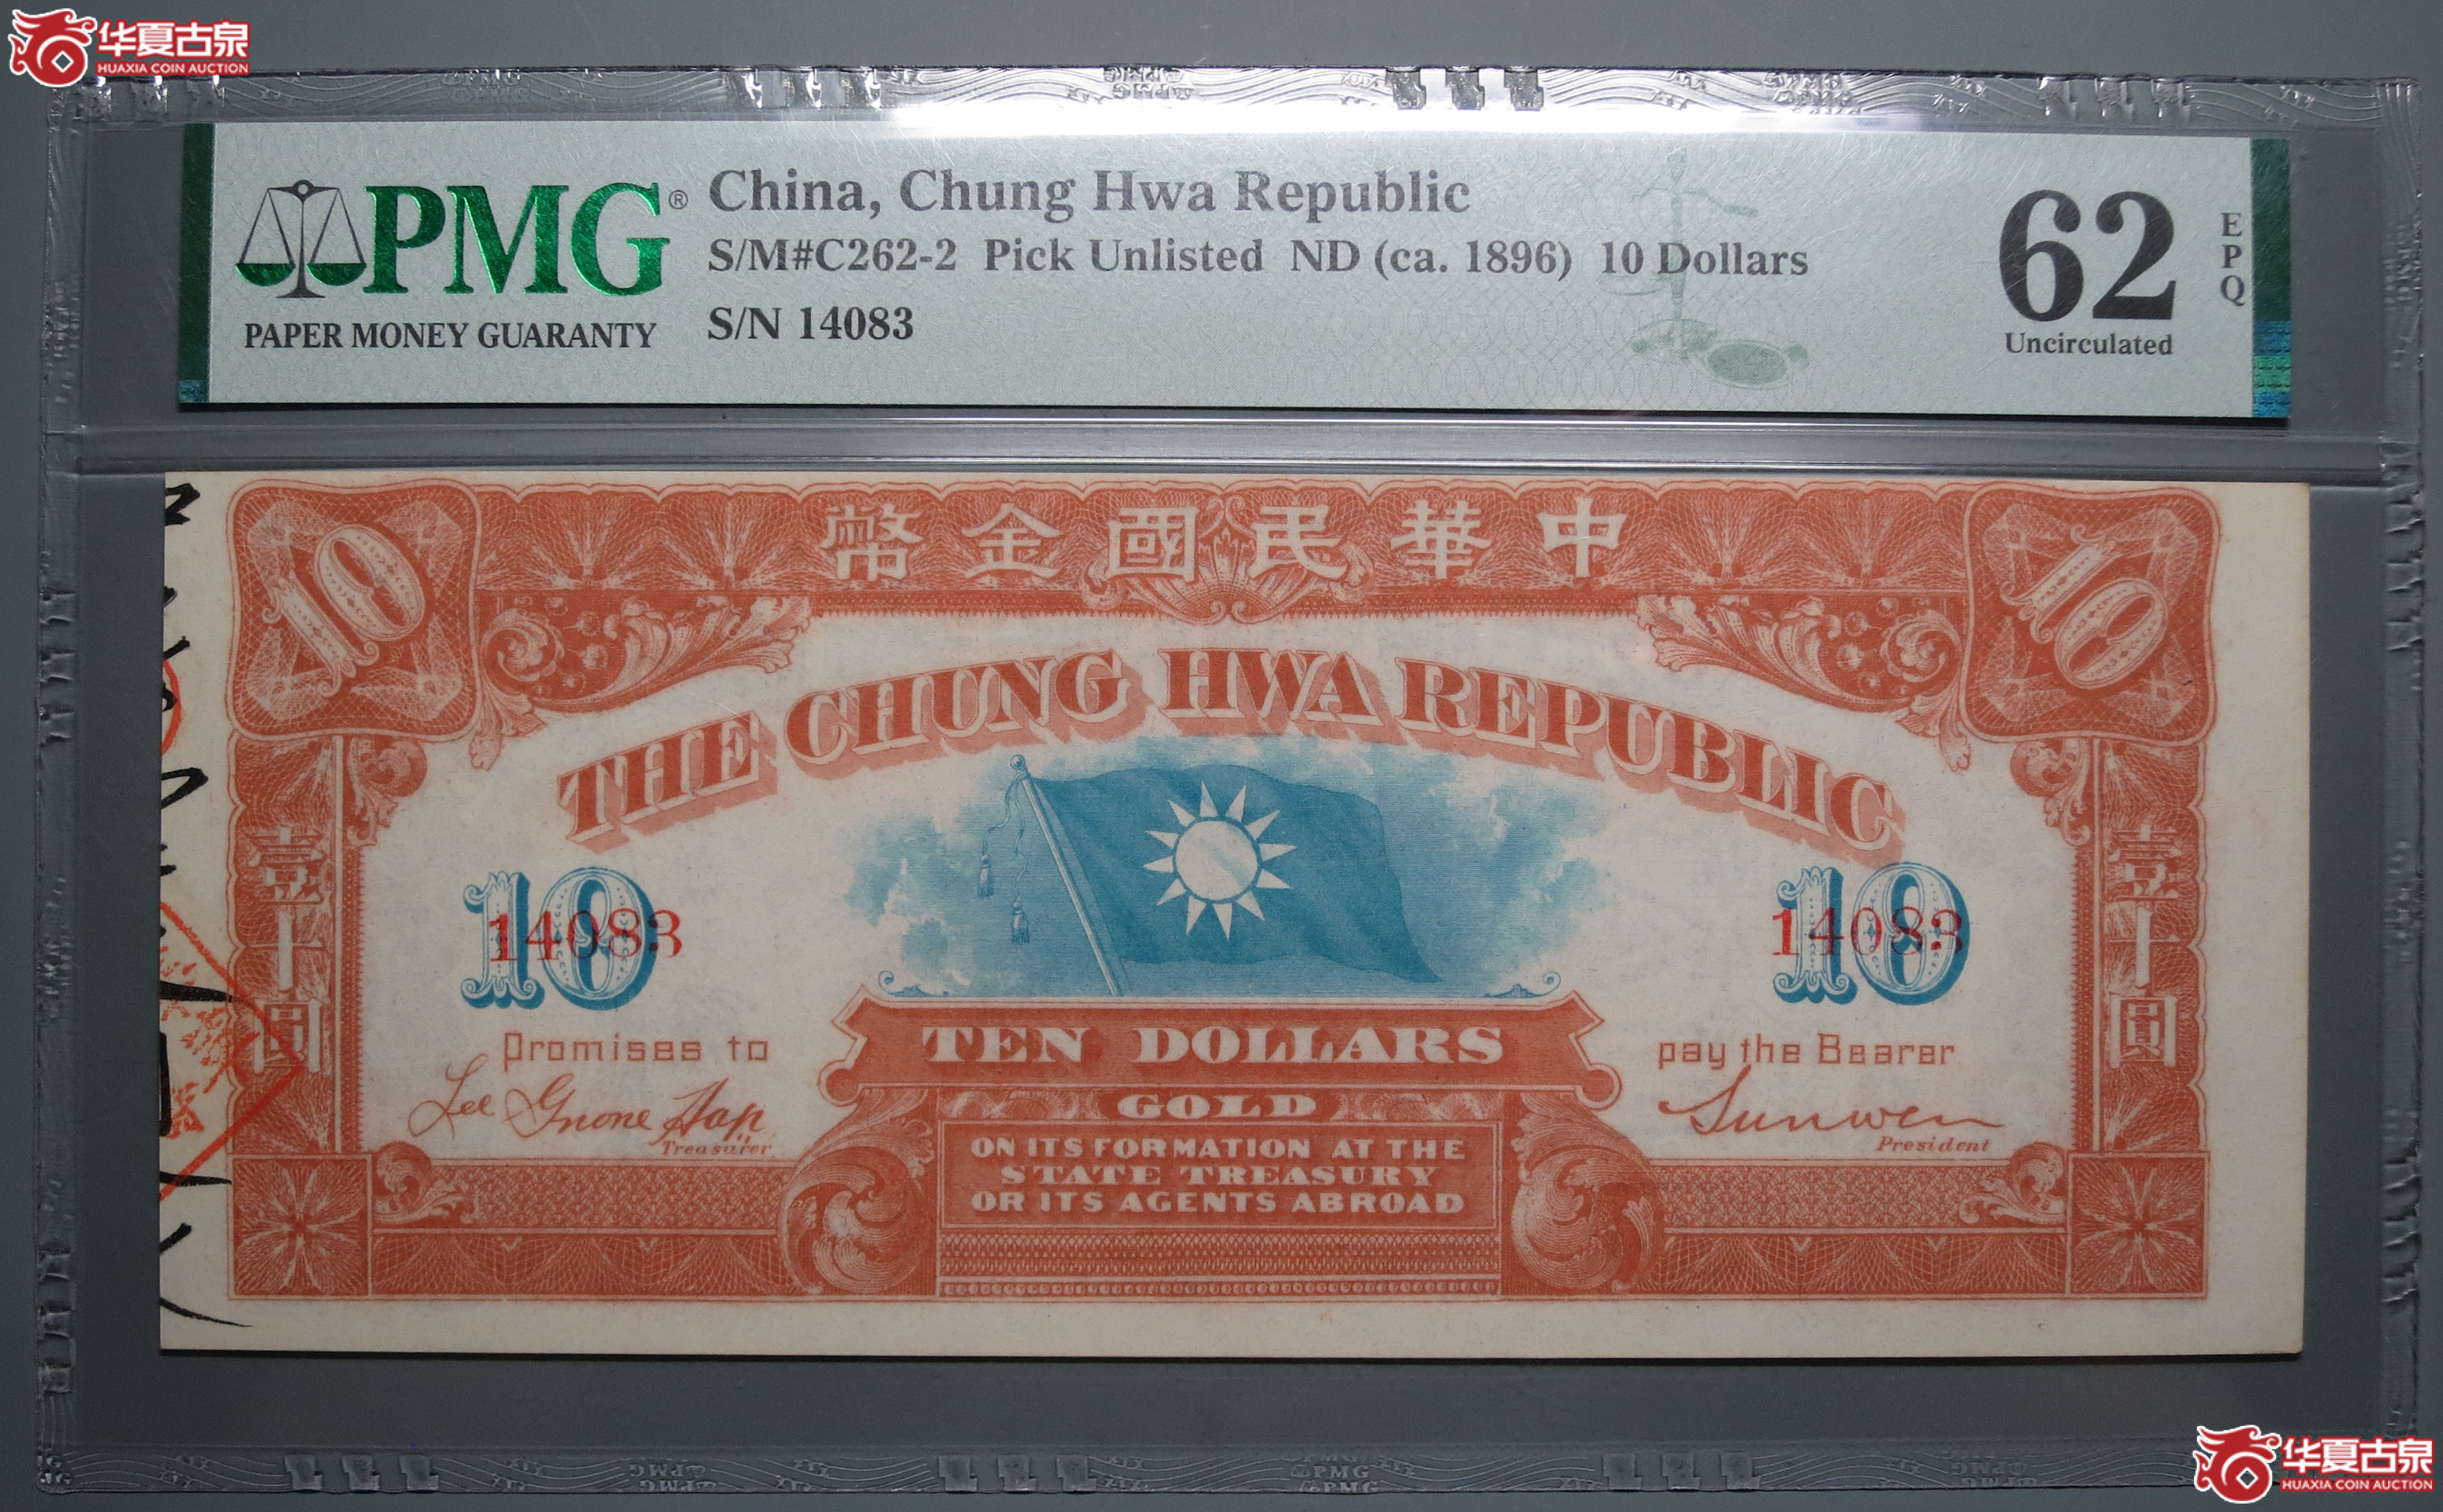 华夏古泉
HUAXIA COIN AUCTION
PMG®
PAPER MONEY GUARANTY
China, Chung Hwa Republic
S/M#C262-2 Pick Unlisted ND (ca. 1896) 10 Dollars
S/N 14083
62
Uncirculated
EPQ
10
幣金國民華中
10
THE CHUNG HWA REPUBLIC
壹十圓
壹十圓
10
14083
10
14083
Promises to
pay the Bearer
TEN DOLLARS
GOLD
Lee Gnone Hap
Treasurer
Sunwen
President
ON ITS FORMATION AT THE
STATE TREASURY
OR ITS AGENTS ABROAD
华夏古泉
HUAXIA COIN AUCTION